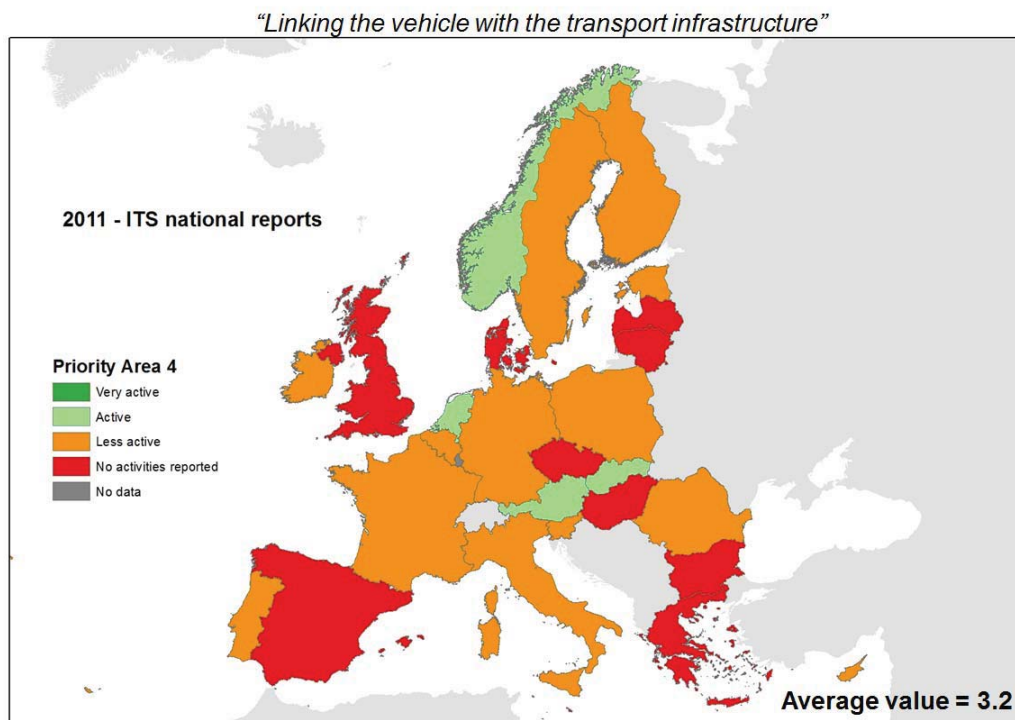 “Linking the vehicle with the transport infrastructure”
2011 - ITS national reports
Priority Area 4
Very active
Active
Less active
No activities reported
No data
Average value = 3.2